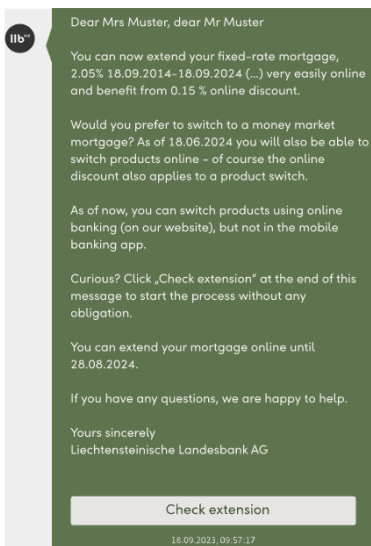 llb
Dear Mrs Muster, dear Mr Muster
You can now extend your fixed-rate mortgage,
2.05% 18.09.2014-18.09.2024 (...) very easily online
and benefit from 0.15 % online discount.
Would you prefer to switch to a money market
mortgage? As of 18.06.2024 you will also be able to
switch products online – of course the online
discount also applies to a product switch.
As of now, you can switch products using online
banking (on our website), but not in the mobile
banking app.
Curious? Click „Check extension“ at the end of this
message to start the process without any
obligation.
You can extend your mortgage online until
28.08.2024.
If you have any questions, we are happy to help.
Yours sincerely
Liechtensteinische Landesbank AG
Check extension
18.09.2023, 09:57:17